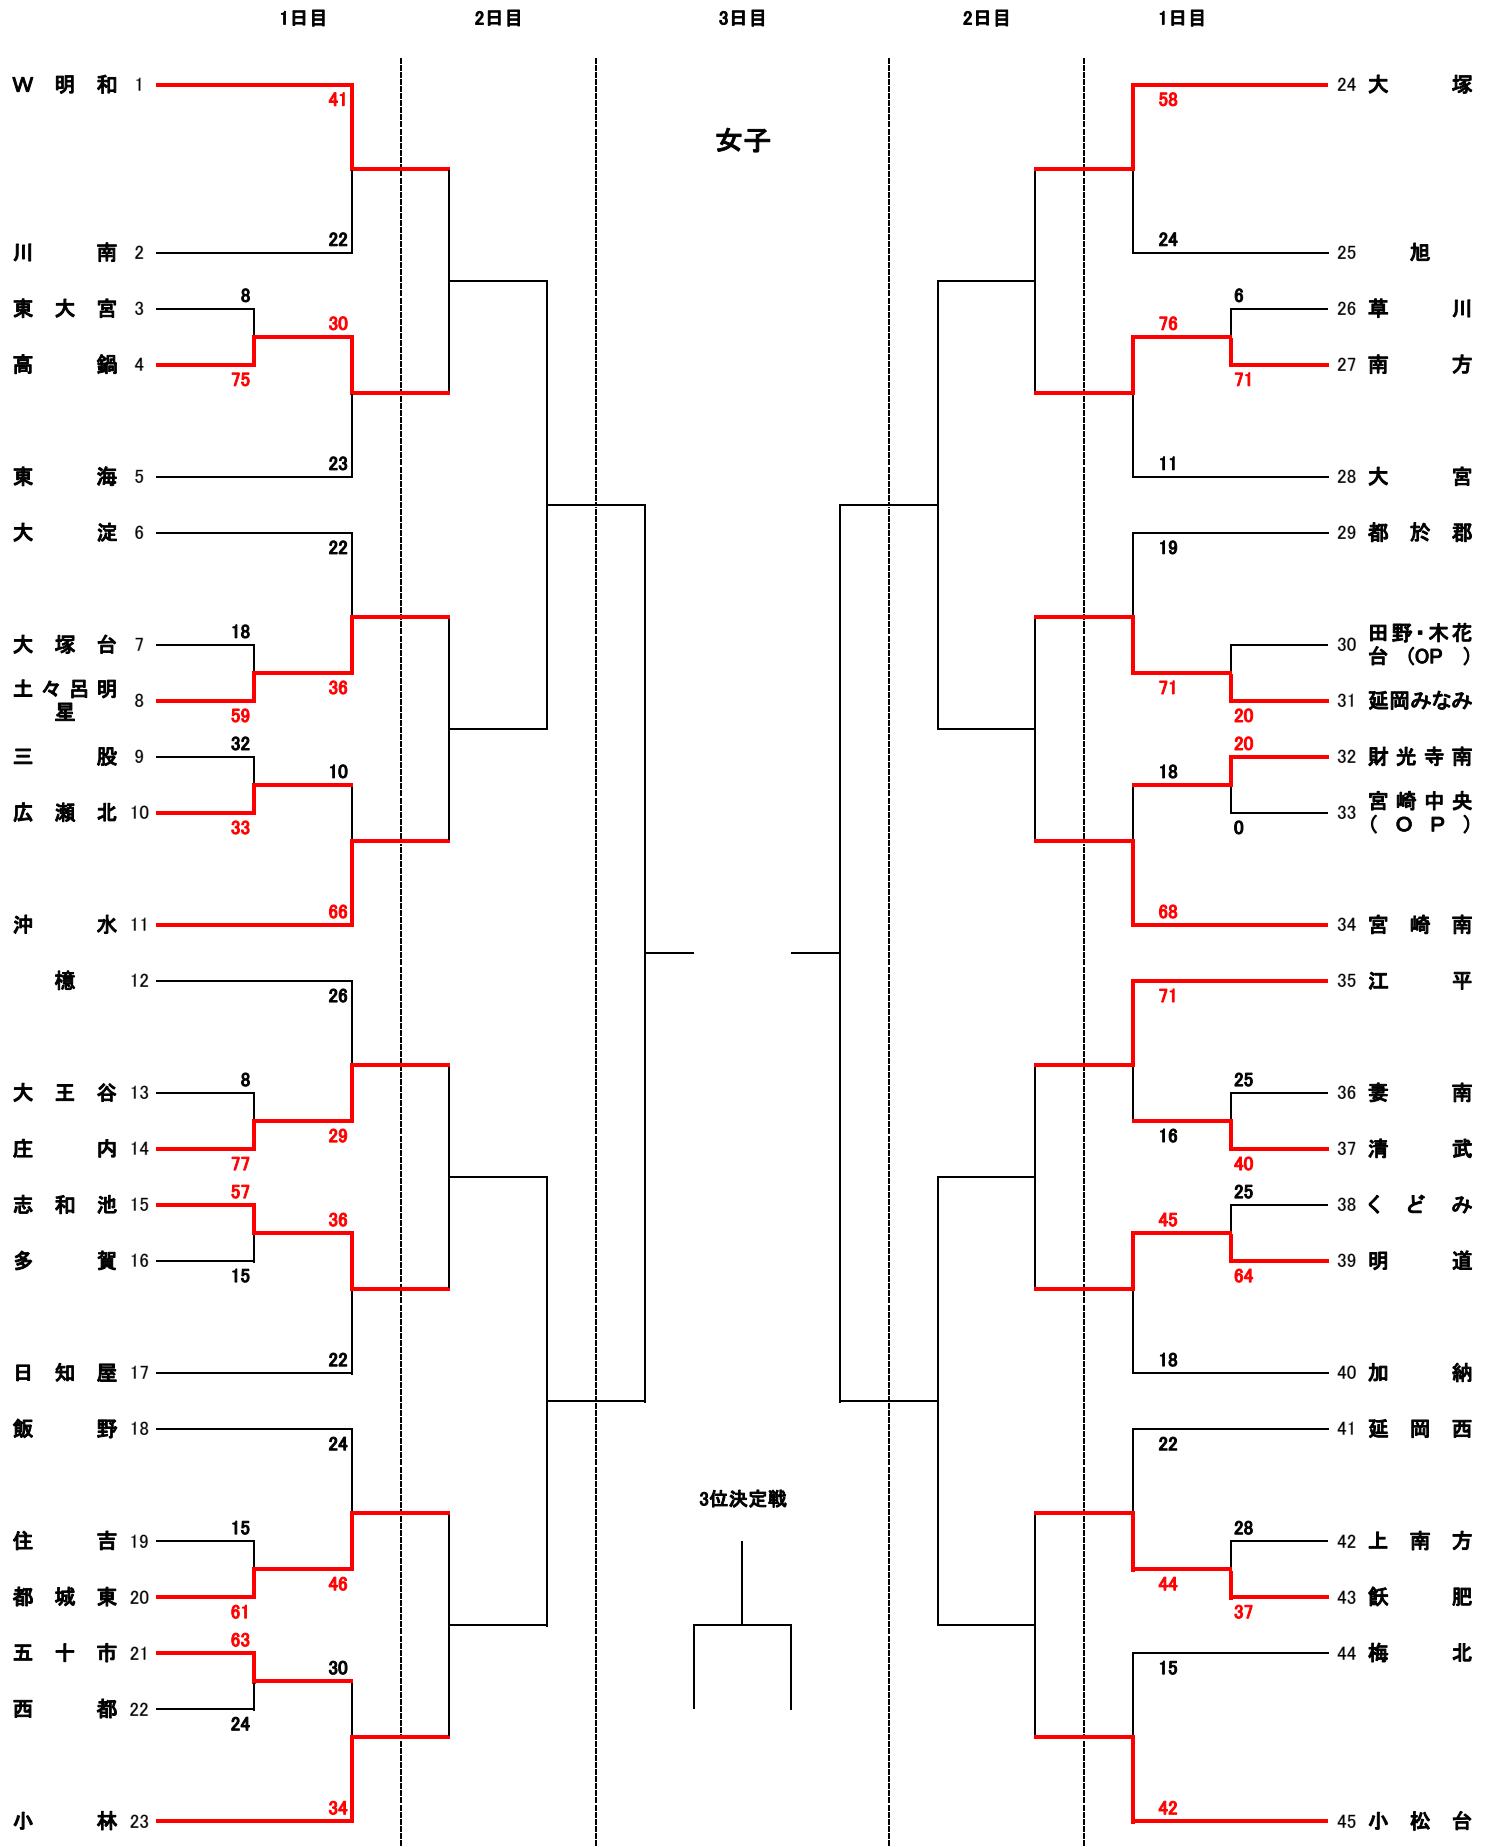 1日目 2日目 3日目 2日目 1日目
女子
W明和 1 41
川南 2 22
東大宮 3 8
30
高鍋 4 75
東海 5 23
大淀 6 22
大塚台 7 18
土々呂明星 8 36
59
三股 9 32
10
広瀬北 10 33
沖水 11 66
檍 12 26
大王谷 13 8
庄内 14 29
77
志和池 15 57
36
多賀 16 15
日知屋 17 22
飯野 18 24
住吉 19 15
都城東 20 46
61
五十市 21 63
30
西都 22 24
小林 23 34
58 24 大塚
24 25 旭
6 26 草川
76
71 27 南方
11 28 大宮
19 29 都於郡
30 田野・木花台(OP)
71
20 31 延岡みなみ
20 32 財光寺南
18
0 33 宮崎中央(OP)
68 34 宮崎南
71 35 江平
25 36 妻南
16
40 37 清武
25 38 くどみ
45
64 39 明道
18 40 加納
22 41 延岡西
28 42 上南方
44
37 43 飫肥
15 44 梅北
42 45 小松台
3位決定戦